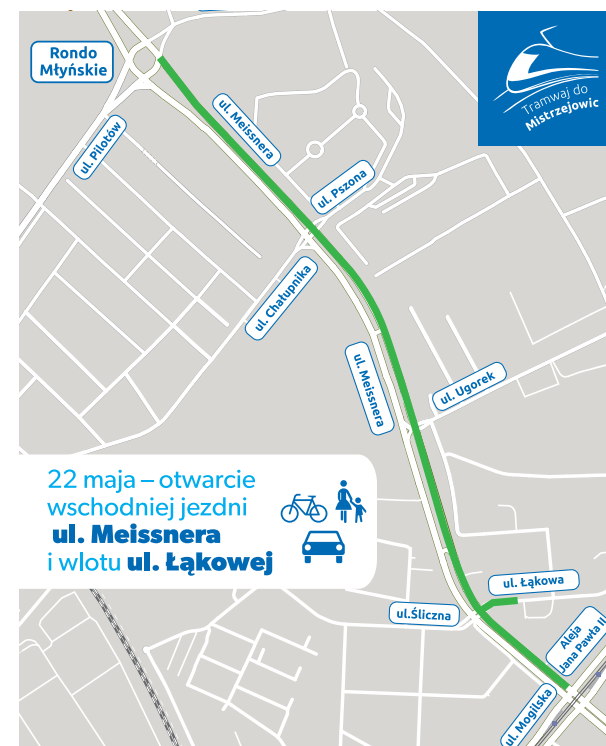 Rondo
Młyńskie
Tramwaj do
Mistrzejowic
ul. Meissnera
ul. Pilotów
ul. Pszona
ul. Chałupnika
ul. Meissnera
ul. Ugorek
22 maja – otwarcie
wschodniej jezdni
ul. Meissnera
i wlotu ul. Łąkowej
ul. Łąkowa
ul.Śliczna
Aleja
Jana Pawła II
ul. Mogilska